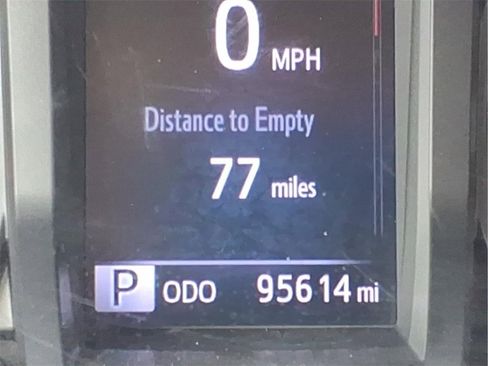 0 MPH
Distance to Empty
77 miles
P ODO 95614 mi